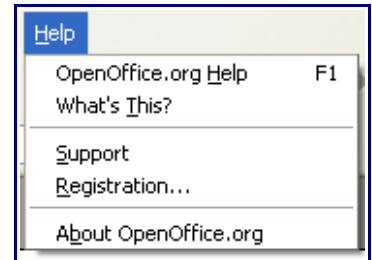 Help
OpenOffice.org Help F1
What's This?
Support
Registration...
About OpenOffice.org